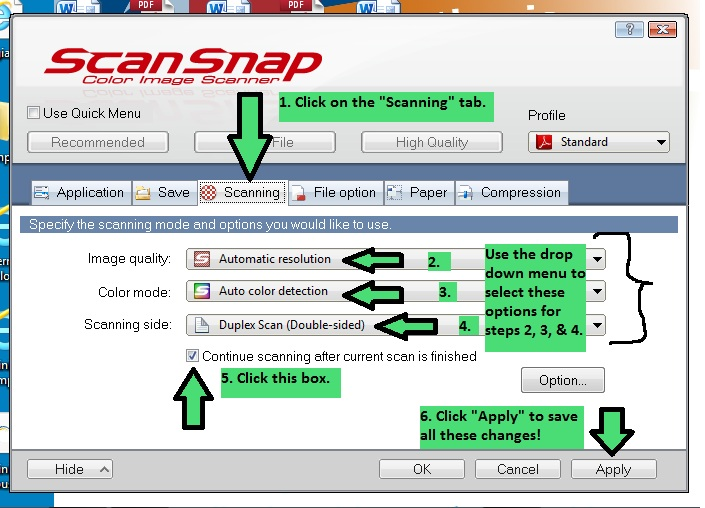 W PDF W PDF W
ScanSnap
Color Image Scanner
1. Click on the "Scanning" tab.
Use Quick Menu
Profile
Recommended File High Quality Standard
Application Save Scanning File option Paper Compression
Specify the scanning mode and options you would like to use.
Image quality: Automatic resolution 2.
Color mode: Auto color detection 3.
Scanning side: Duplex Scan (Double-sided) 4.
Use the drop
down menu to
select these
options for
steps 2, 3, & 4.
Continue scanning after current scan is finished
5. Click this box.
Option...
6. Click "Apply" to save
all these changes!
Hide OK Cancel Apply